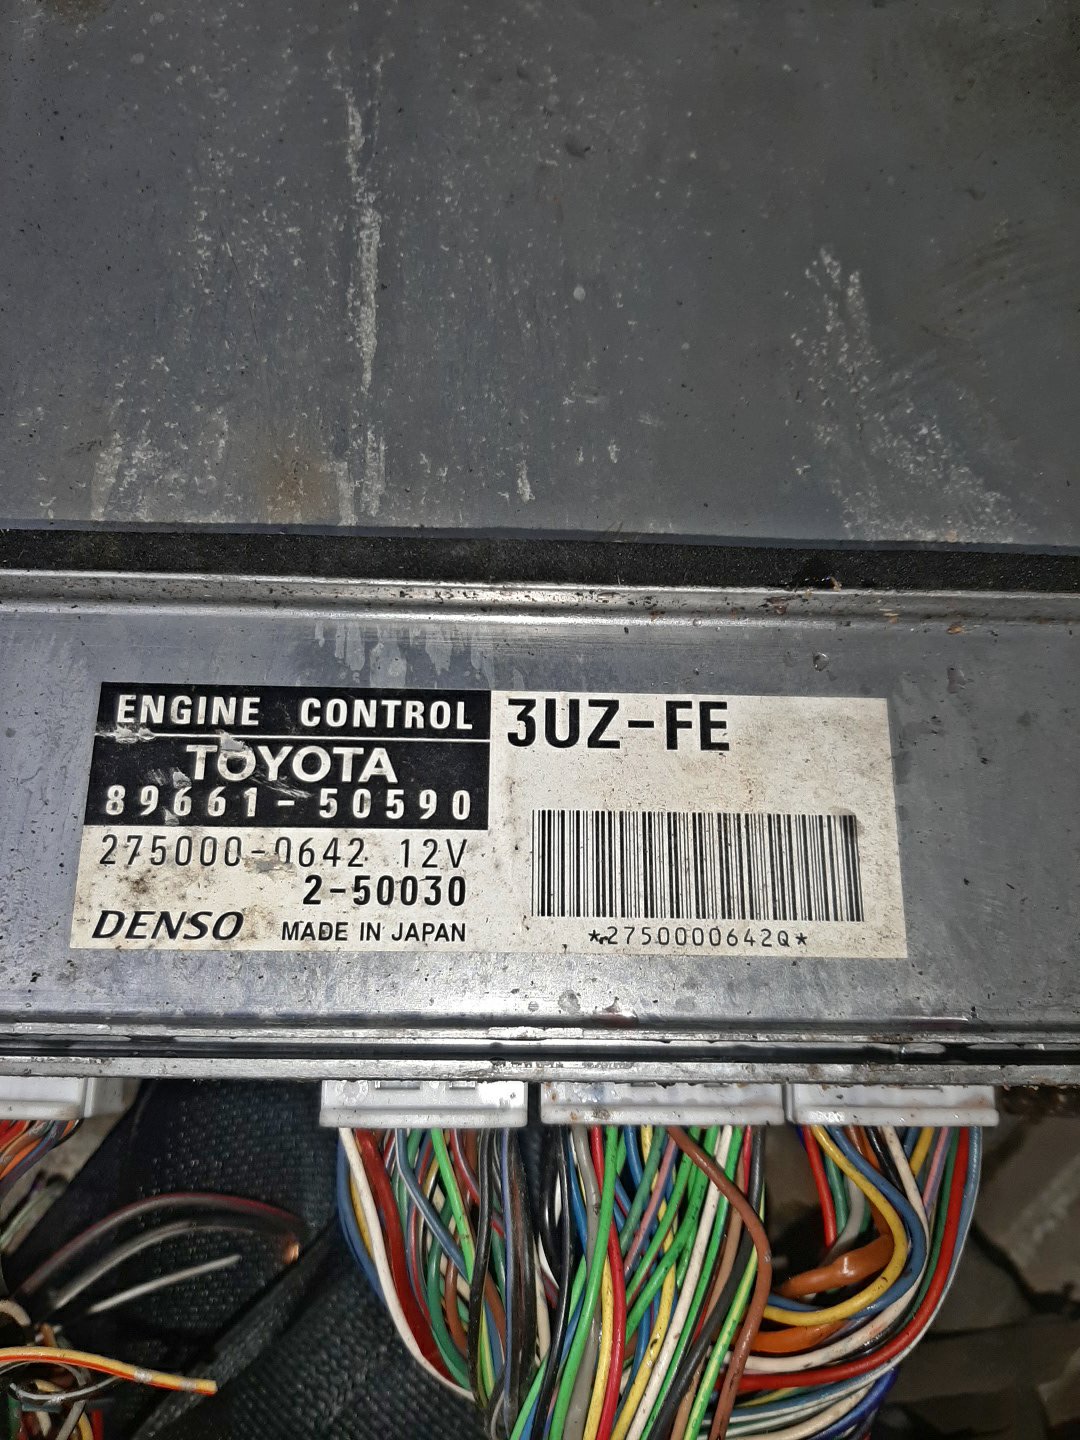 ENGINE CONTROL
TOYOTA
89661-50590
275000-0642 12V
2-50030
DENSO MADE IN JAPAN
3UZ-FE
*2750000642Q*